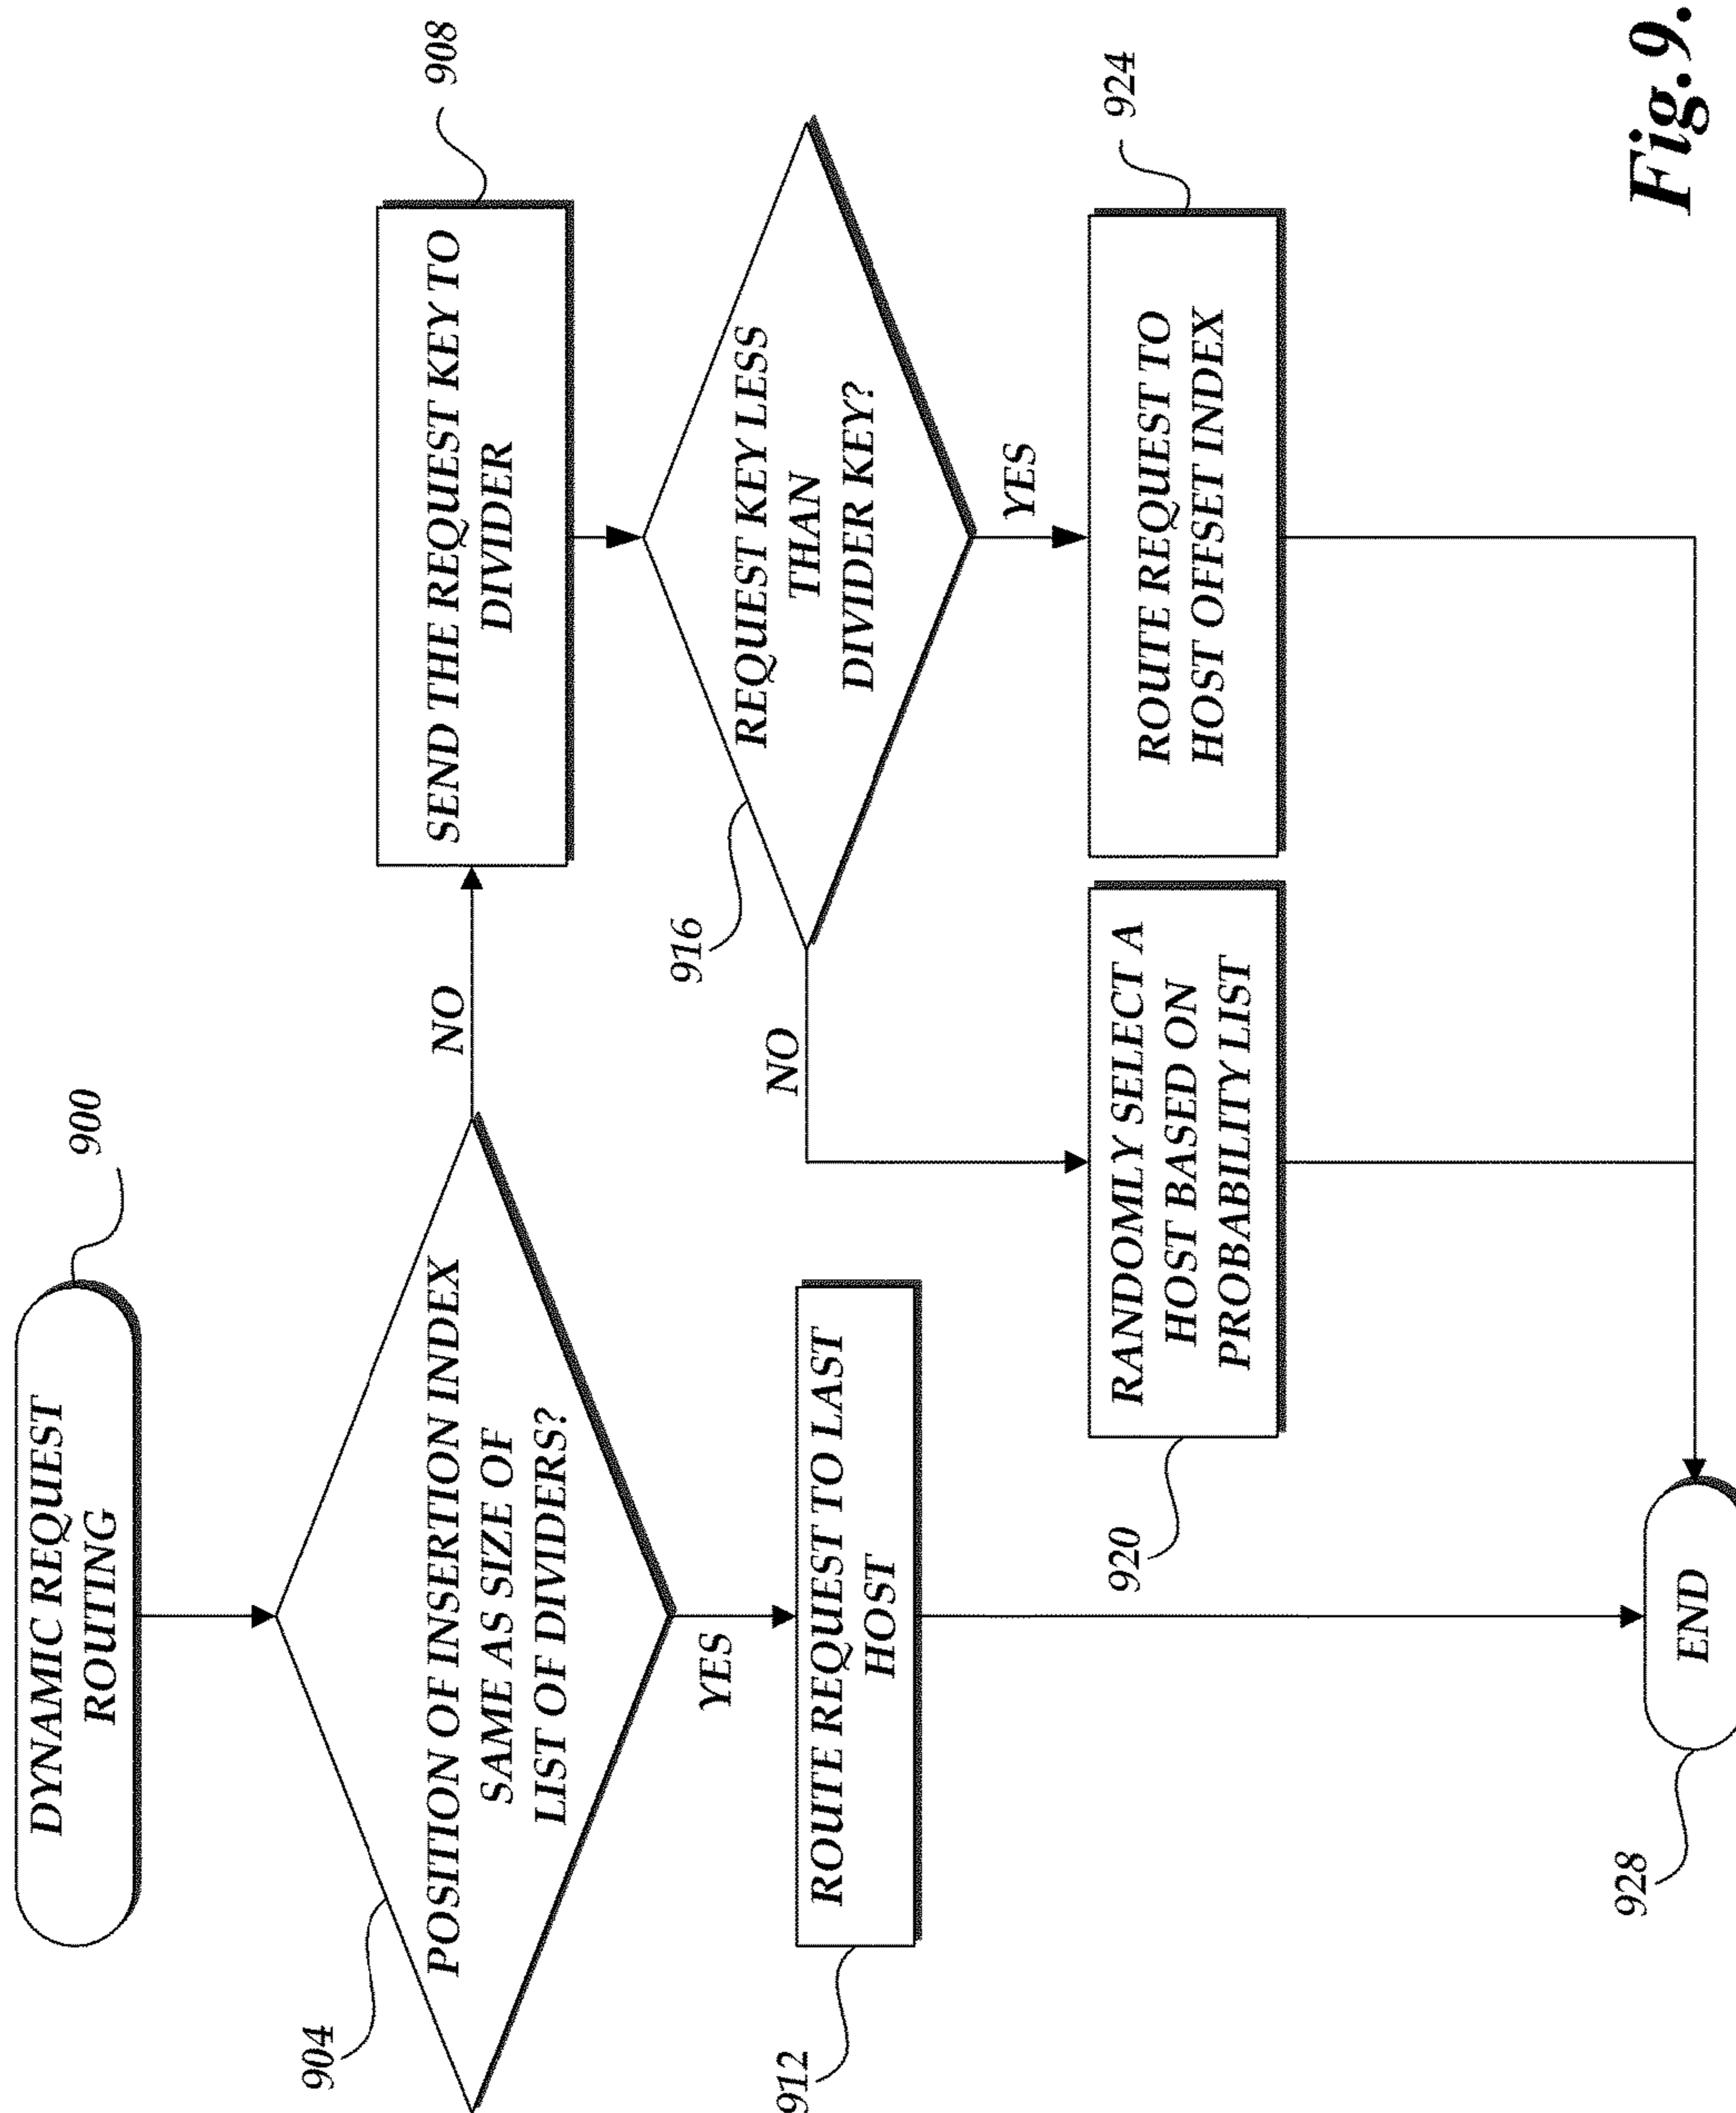 DYNAMIC REQUEST
ROUTING
900
904
POSITION OF INSERTION INDEX
SAME AS SIZE OF
LIST OF DIVIDERS?
NO
SEND THE REQUEST KEY TO
DIVIDER
908
YES
912
ROUTE REQUEST TO LAST
HOST
916
REQUEST KEY LESS
THAN
DIVIDER KEY?
NO
YES
920
RANDOMLY SELECT A
HOST BASED ON
PROBABILITY LIST
ROUTE REQUEST TO
HOST OFFSET INDEX
924
928
END
Fig.9.